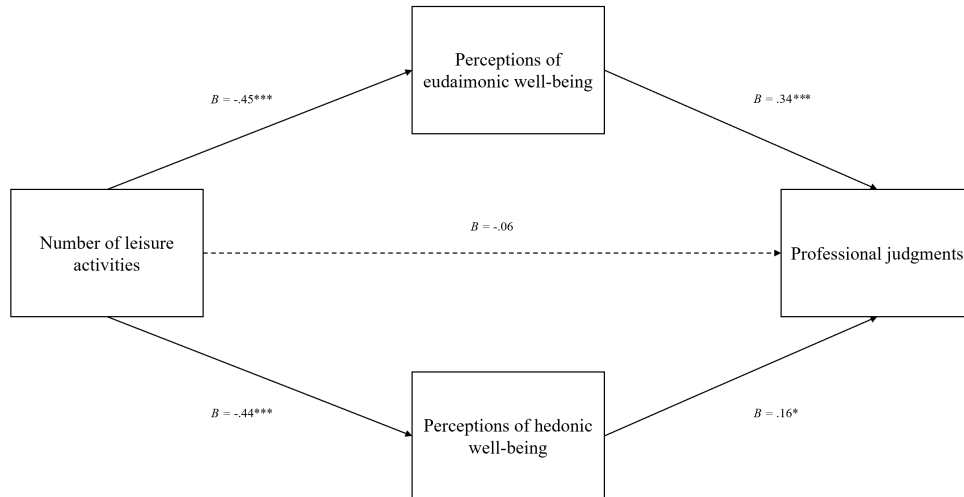 Perceptions of
eudaimonic well-being
B = -.45***
B = .34***
Number of leisure
activities
B = -.06
Professional judgments
B = -.44***
B = .16*
Perceptions of hedonic
well-being